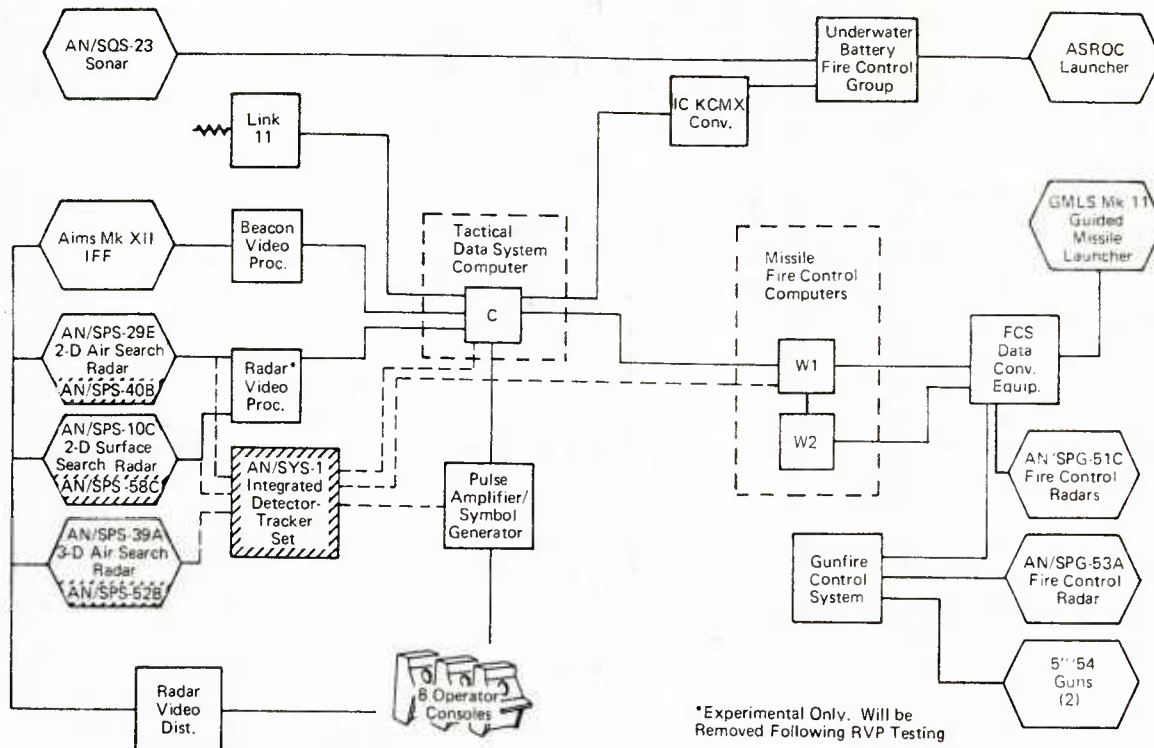 AN/SQS-23
Sonar
Underwater
Battery
Fire Control
Group
ASROC
Launcher
Link
11
IC KCMX
Conv.
Aims Mk XII
IFF
Beacon
Video
Proc.
Tactical
Data System
Computer
C
Missile
Fire Control
Computers
GMLS Mk 11
Guided
Missile
Launcher
AN/SPS-29E
2-D Air Search
Radar
AN/SPS-40B
Radar*
Video
Proc.
W1
W2
FCS
Data
Conv.
Equip.
AN/SPS-10C
2-D Surface
Search Radar
AN/SPS-58C
AN/SYS-1
Integrated
Detector-
Tracker
Set
Pulse
Amplifier/
Symbol
Generator
AN/SPG-51C
Fire Control
Radars
AN/SPS-39A
3-D Air Search
Radar
AN/SPS-52B
Gunfire
Control
System
AN/SPG-53A
Fire Control
Radar
5"/54
Guns
(2)
Radar
Video
Dist.
8 Operator
Consoles
*Experimental Only. Will be
Removed Following RVP Testing